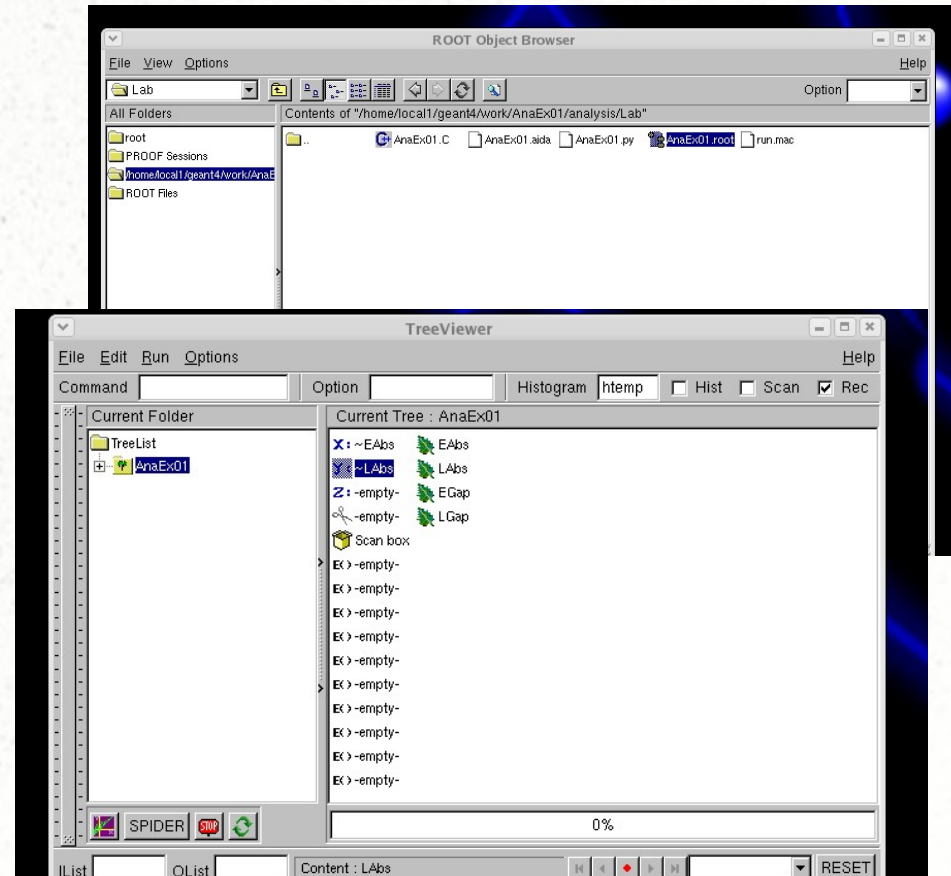 ROOT Object Browser
File View Options Help
Lab Option
All Folders Contents of "/home/local1/geant4/work/AnaEx01/analysis/Lab"
root .. AnaEx01.C AnaEx01.aida AnaEx01.py AnaEx01.root run.mac
PROOF Sessions
/home/local1/geant4/work/AnaE
ROOT Files
TreeViewer
File Edit Run Options Help
Command Option Histogram htemp Hist Scan Rec
Current Folder Current Tree : AnaEx01
TreeList X: ~EAbs EAbs
AnaEx01 Y: ~LAbs LAbs
Z: -empty- EGap
-empty- LGap
Scan box
E() -empty-
E() -empty-
E() -empty-
E() -empty-
E() -empty-
E() -empty-
E() -empty-
E() -empty-
E() -empty-
E() -empty-
SPIDER STOP 0%
IList OList Content : LAbs RESET